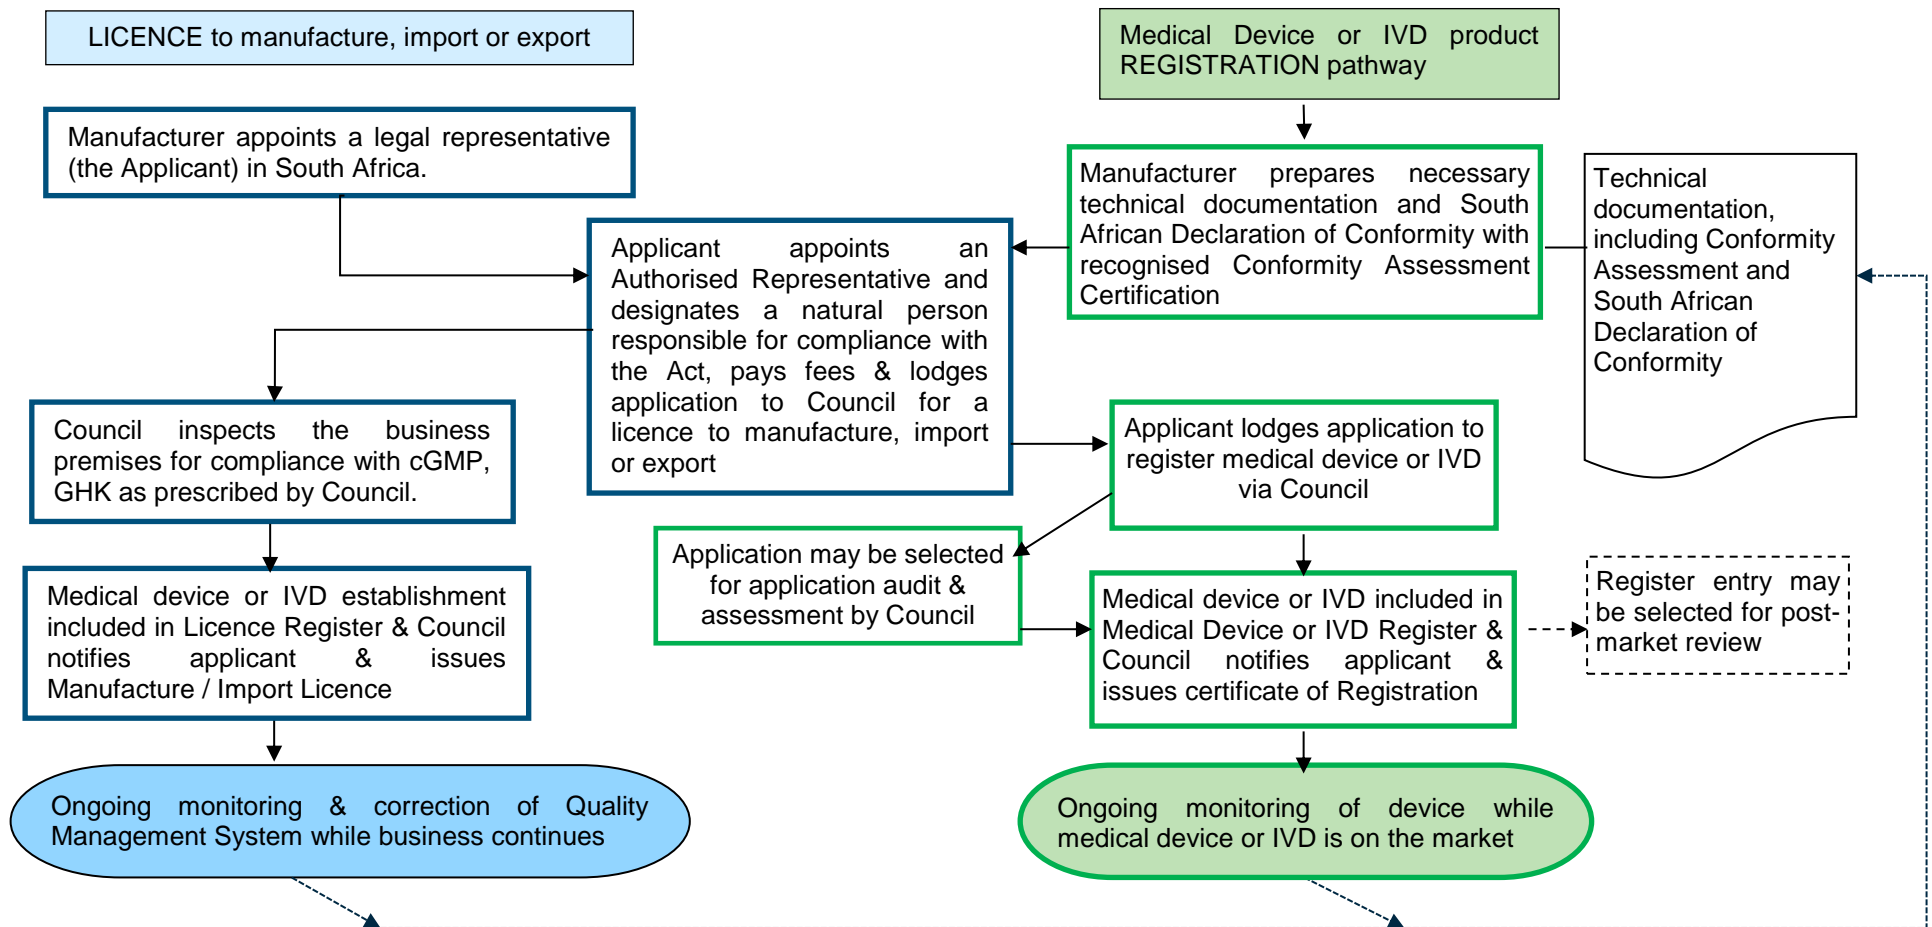 LICENCE to manufacture, import or export
Medical Device or IVD product
REGISTRATION pathway
Manufacturer appoints a legal representative
(the Applicant) in South Africa.
Manufacturer prepares necessary
technical documentation and South
African Declaration of Conformity with
recognised Conformity Assessment
Certification
Technical
documentation,
including Conformity
Assessment and
South African
Declaration of
Conformity
Applicant appoints an
Authorised Representative and
designates a natural person
responsible for compliance with
the Act, pays fees & lodges
application to Council for a
licence to manufacture, import
or export
Council inspects the business
premises for compliance with cGMP,
GHK as prescribed by Council.
Applicant lodges application to
register medical device or IVD
via Council
Application may be selected
for application audit &
assessment by Council
Medical device or IVD establishment
included in Licence Register & Council
notifies applicant & issues
Manufacture / Import Licence
Medical device or IVD included in
Medical Device or IVD Register &
Council notifies applicant &
issues certificate of Registration
Register entry may
be selected for post-
market review
Ongoing monitoring & correction of Quality
Management System while business continues
Ongoing monitoring of device while
medical device or IVD is on the market